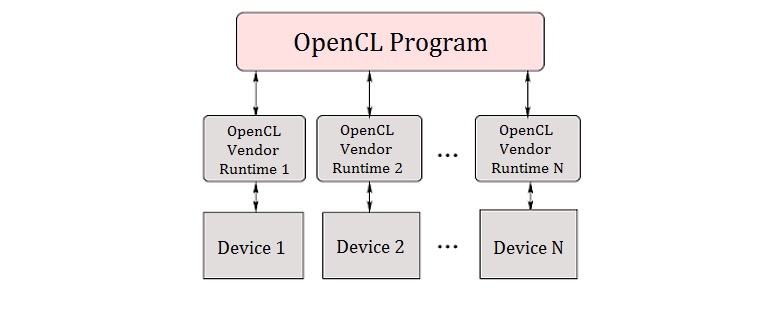 OpenCL Program
OpenCL
Vendor
Runtime 1
OpenCL
Vendor
Runtime 2
...
OpenCL
Vendor
Runtime N
Device 1
Device 2
...
Device N